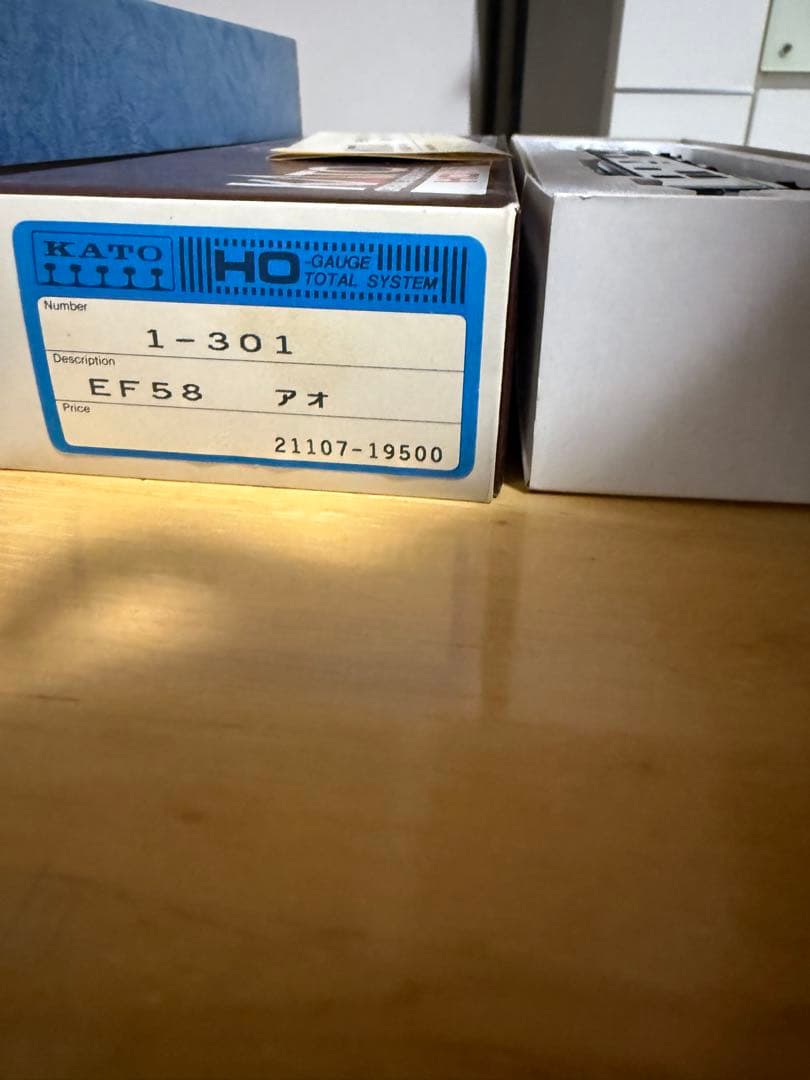 KATO
HO -GAUGE
TOTAL SYSTEM
Number
1-301
Description
EF58 アオ
Price
21107-19500